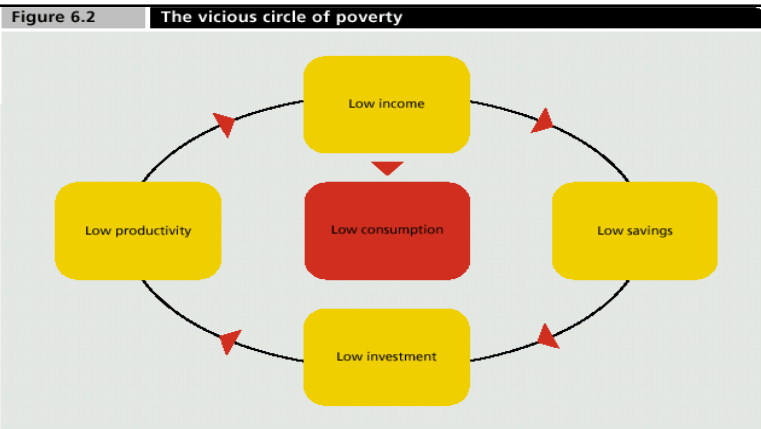 Figure 6.2 The vicious circle of poverty
Low income
Low productivity
Low consumption
Low savings
Low investment